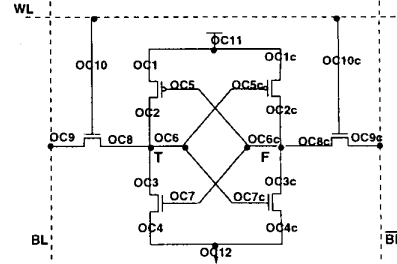 WL
OC11
OC1 OC1c
OC10 OC10c
OC5 OC5c
OC2 OC2c
OC9 OC8 OC6 OC6c OC8c OC9c
T F
OC3 OC3c
OC7 OC7c
OC4 OC4c
BL OC12